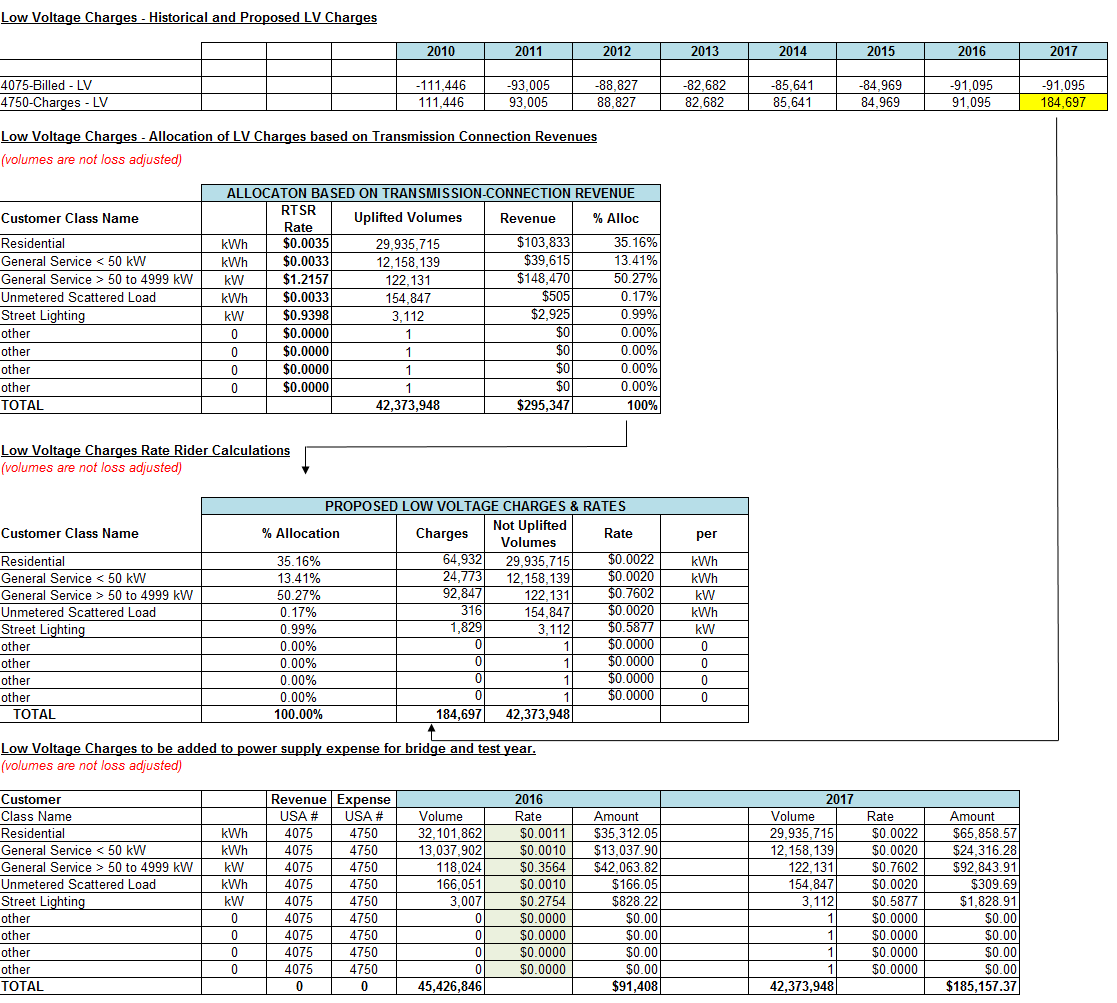 Low Voltage Charges - Historical and Proposed LV Charges
2010 2011 2012 2013 2014 2015 2016 2017
4075-Billed - LV -111,446 -93,005 -88,827 -82,682 -85,641 -84,969 -91,095 -91,095
4750-Charges - LV 111,446 93,005 88,827 82,682 85,641 84,969 91,095 184,697
Low Voltage Charges - Allocation of LV Charges based on Transmission Connection Revenues
(volumes are not loss adjusted)
ALLOCATON BASED ON TRANSMISSION-CONNECTION REVENUE
Customer Class Name RTSR Rate Uplifted Volumes Revenue % Alloc
Residential kWh $0.0035 29,935,715 $103,833 35.16%
General Service < 50 kW kWh $0.0033 12,158,139 $39,615 13.41%
General Service > 50 to 4999 kW kW $1.2157 122,131 $148,470 50.27%
Unmetered Scattered Load kWh $0.0033 154,847 $505 0.17%
Street Lighting kW $0.9398 3,112 $2,925 0.99%
other 0 $0.0000 1 $0 0.00%
other 0 $0.0000 1 $0 0.00%
other 0 $0.0000 1 $0 0.00%
other 0 $0.0000 1 $0 0.00%
TOTAL 42,373,948 $295,347 100%
Low Voltage Charges Rate Rider Calculations
(volumes are not loss adjusted)
PROPOSED LOW VOLTAGE CHARGES & RATES
Customer Class Name % Allocation Charges Not Uplifted Volumes Rate per
Residential 35.16% 64,932 29,935,715 $0.0022 kWh
General Service < 50 kW 13.41% 24,773 12,158,139 $0.0020 kWh
General Service > 50 to 4999 kW 50.27% 92,847 122,131 $0.7602 kW
Unmetered Scattered Load 0.17% 316 154,847 $0.0020 kWh
Street Lighting 0.99% 1,829 3,112 $0.5877 kW
other 0.00% 0 1 $0.0000 0
other 0.00% 0 1 $0.0000 0
other 0.00% 0 1 $0.0000 0
other 0.00% 0 1 $0.0000 0
TOTAL 100.00% 184,697 42,373,948
Low Voltage Charges to be added to power supply expense for bridge and test year.
(volumes are not loss adjusted)
Customer Revenue Expense 2016 2017
Class Name USA # USA # Volume Rate Amount Volume Rate Amount
Residential kWh 4075 4750 32,101,862 $0.0011 $35,312.05 29,935,715 $0.0022 $65,858.57
General Service < 50 kW kWh 4075 4750 13,037,902 $0.0010 $13,037.90 12,158,139 $0.0020 $24,316.28
General Service > 50 to 4999 kW kW 4075 4750 118,024 $0.3564 $42,063.82 122,131 $0.7602 $92,843.91
Unmetered Scattered Load kWh 4075 4750 166,051 $0.0010 $166.05 154,847 $0.0020 $309.69
Street Lighting kW 4075 4750 3,007 $0.2754 $828.22 3,112 $0.5877 $1,828.91
other 0 4075 4750 0 $0.0000 $0.00 1 $0.0000 $0.00
other 0 4075 4750 0 $0.0000 $0.00 1 $0.0000 $0.00
other 0 4075 4750 0 $0.0000 $0.00 1 $0.0000 $0.00
other 0 4075 4750 0 $0.0000 $0.00 1 $0.0000 $0.00
TOTAL 0 0 45,426,846 $91,408 42,373,948 $185,157.37